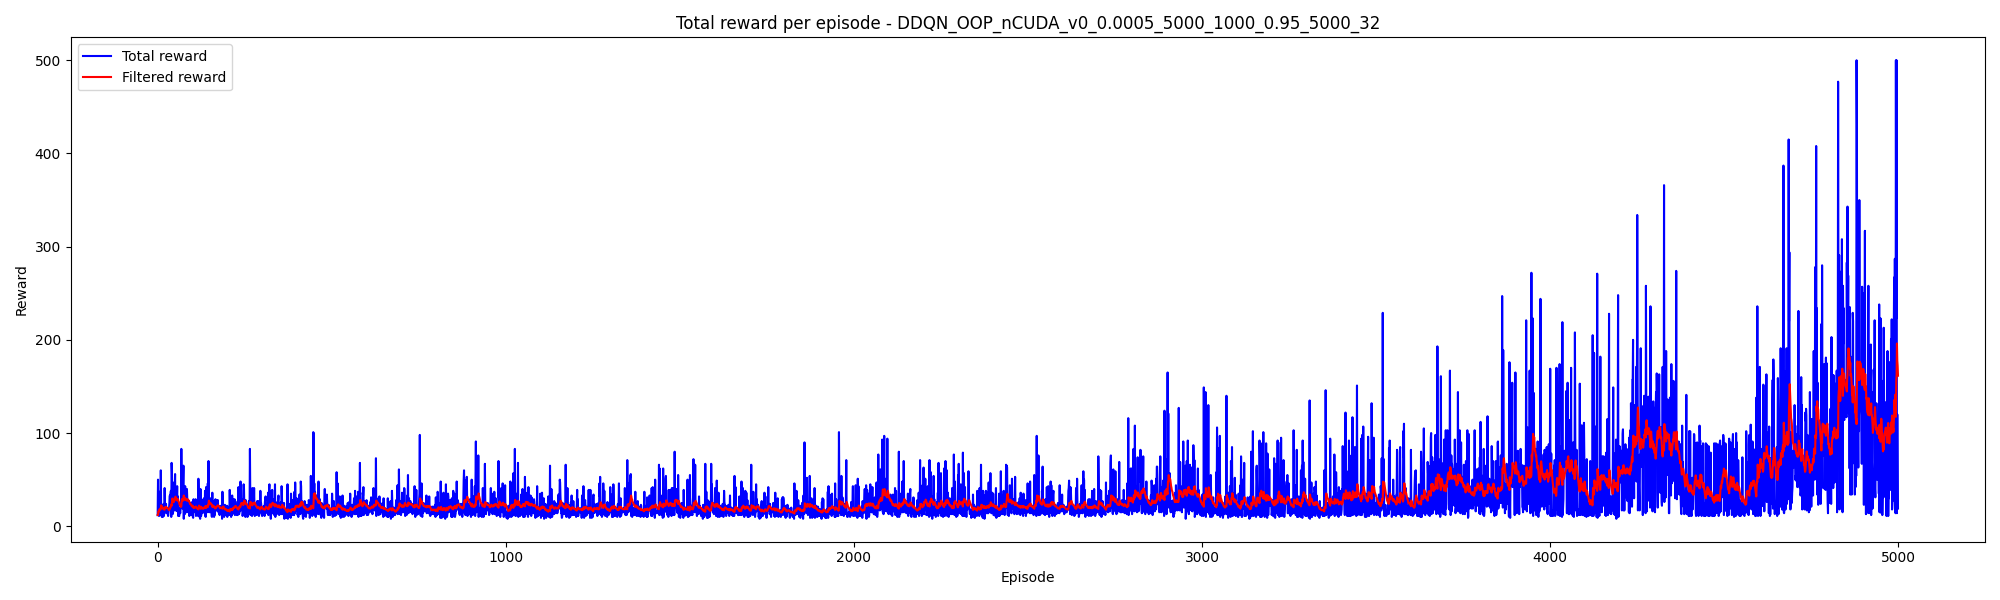 Total reward per episode - DDQN_OOP_nCUDA_v0_0.0005_5000_1000_0.95_5000_32
Total reward
Filtered reward
500
400
300
200
100
0
Reward
0 1000 2000 3000 4000 5000
Episode